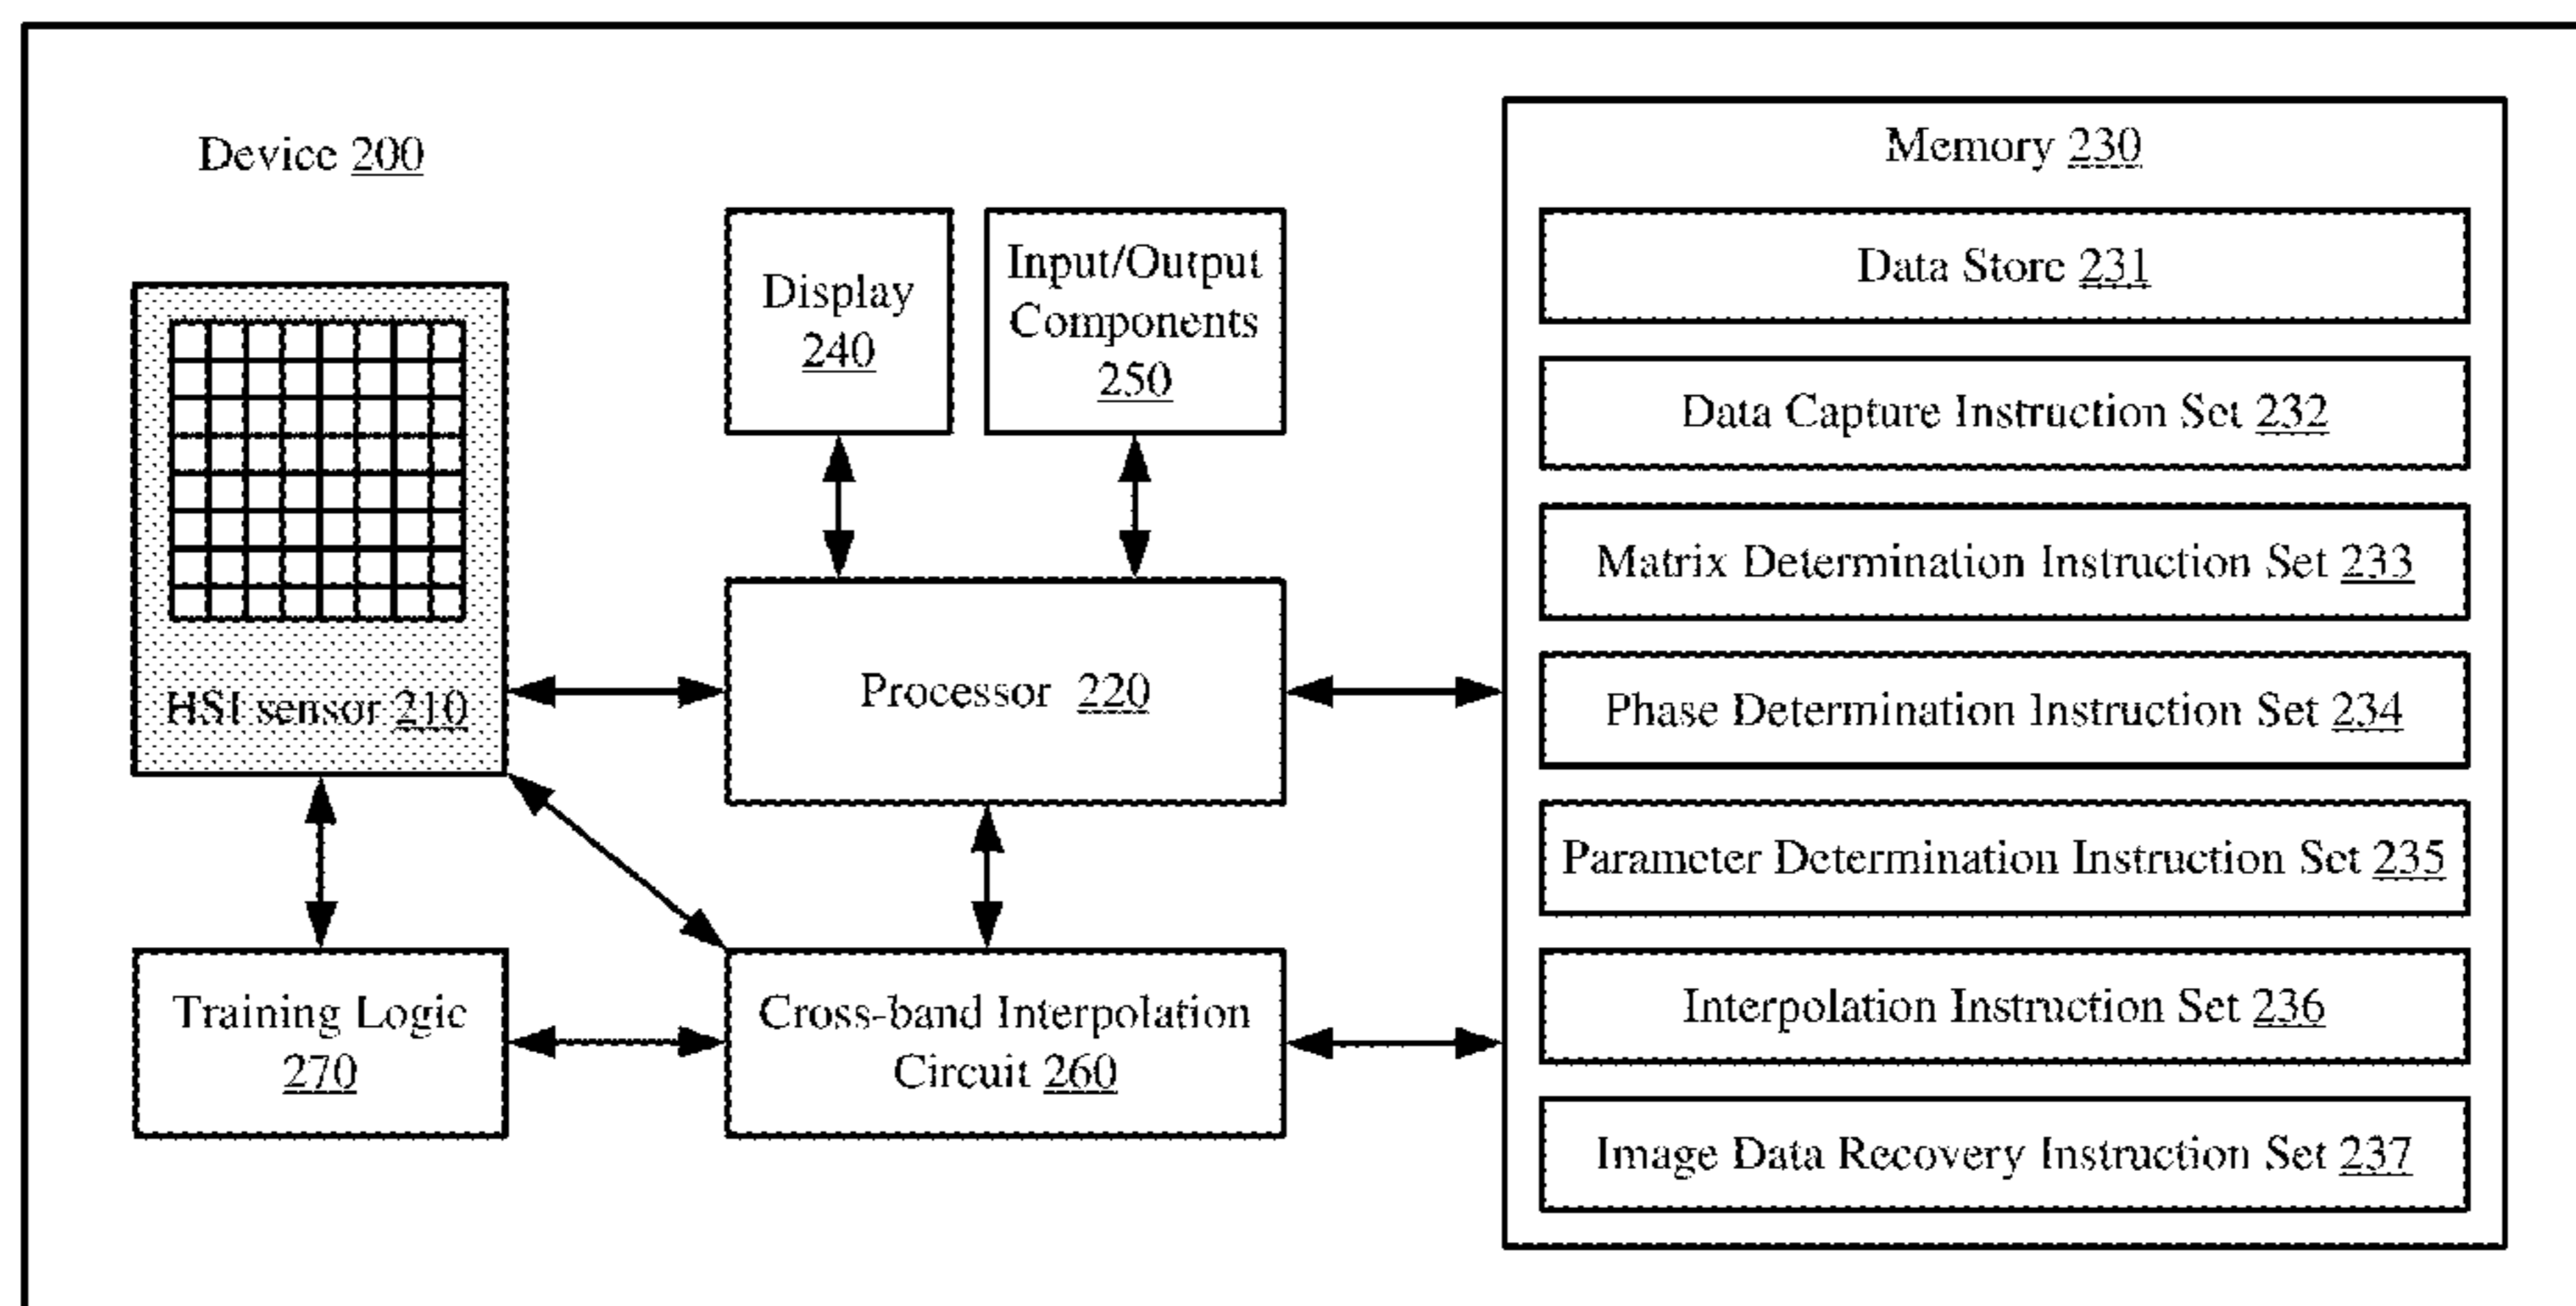 Device 200
HSI sensor 210
Display
240
Input/Output
Components
250
Processor 220
Training Logic
270
Cross-band Interpolation
Circuit 260
Memory 230
Data Store 231
Data Capture Instruction Set 232
Matrix Determination Instruction Set 233
Phase Determination Instruction Set 234
Parameter Determination Instruction Set 235
Interpolation Instruction Set 236
Image Data Recovery Instruction Set 237